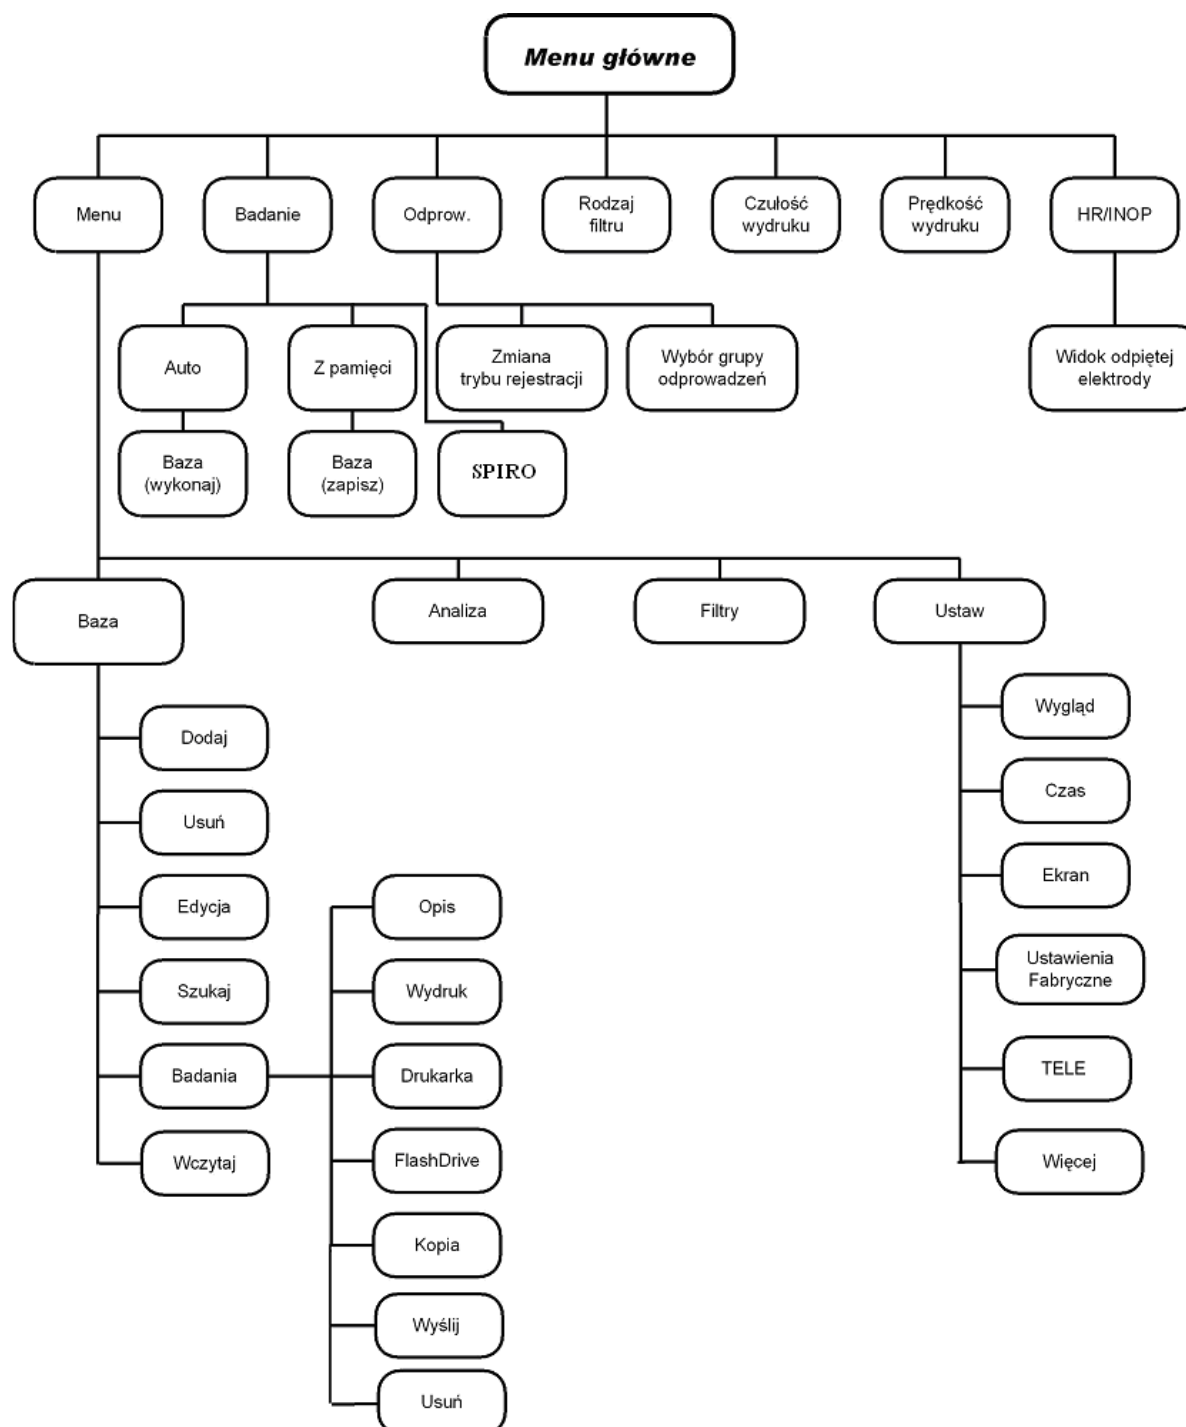 Menu główne
Menu
Badanie
Odprow.
Rodzaj
filtru
Czułość
wydruku
Prędkość
wydruku
HR/INOP
Auto
Z pamięci
Zmiana
trybu rejestracji
Wybór grupy
odprowadzeń
Widok odpiętej
elektrody
Baza
(wykonaj)
Baza
(zapisz)
SPIRO
Baza
Analiza
Filtry
Ustaw
Dodaj
Usuń
Edycja
Szukaj
Badania
Wczytaj
Opis
Wydruk
Drukarka
FlashDrive
Kopia
Wyślij
Usuń
Wygląd
Czas
Ekran
Ustawienia
Fabryczne
TELE
Więcej